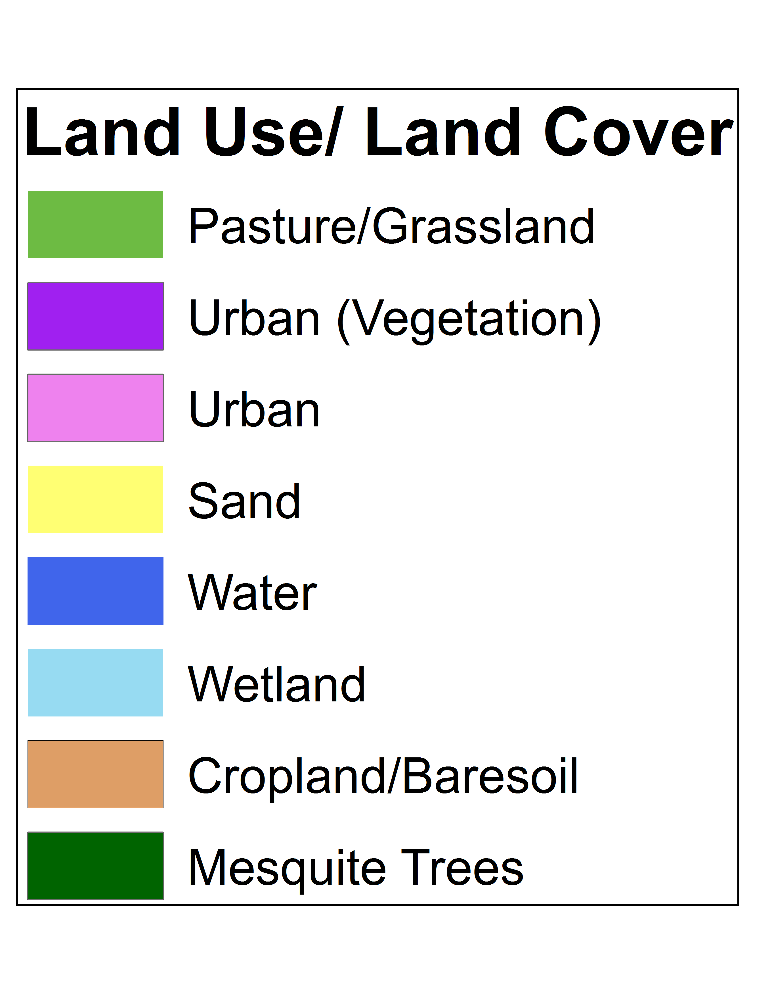 Land Use/ Land Cover
Pasture/Grassland
Urban (Vegetation)
Urban
Sand
Water
Wetland
Cropland/Baresoil
Mesquite Trees